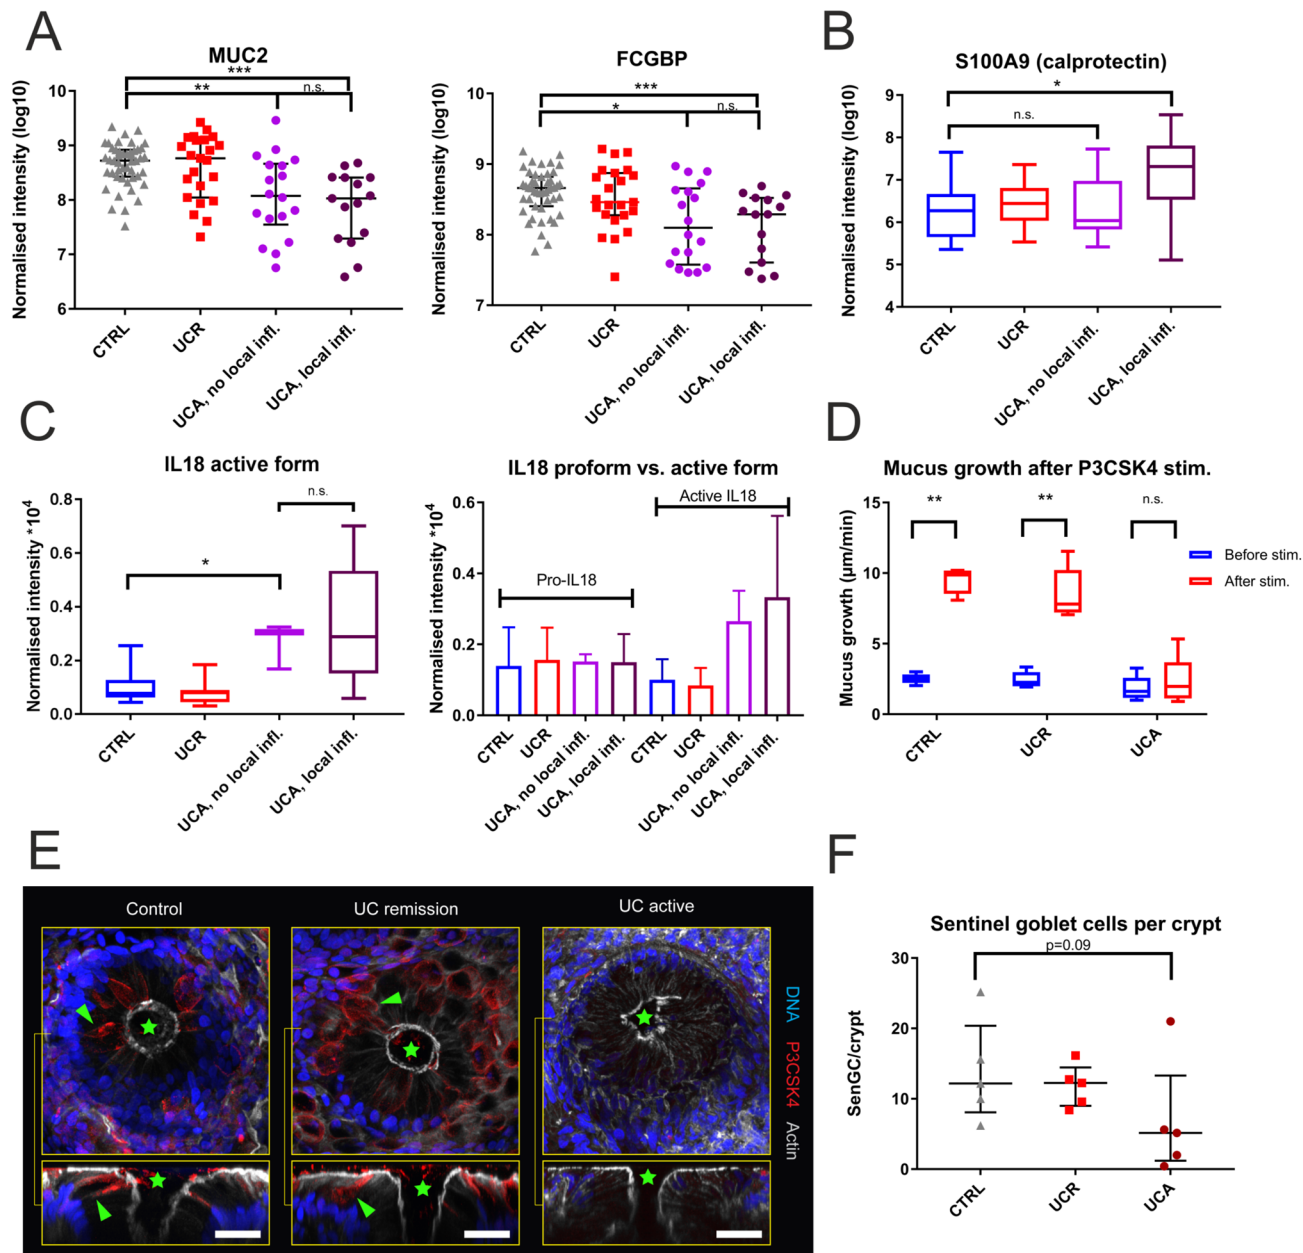 A
MUC2
***
**
n.s.
Normalised intensity (log10)
10
9
8
7
6
CTRL
UCR
UCA, no local infl.
UCA, local infl.
FCGBP
***
*
n.s.
Normalised intensity (log10)
10
9
8
7
CTRL
UCR
UCA, no local infl.
UCA, local infl.
B
S100A9 (calprotectin)
*
n.s.
Normalised intensity (log10)
9
8
7
6
5
4
CTRL
UCR
UCA, no local infl.
UCA, local infl.
C
IL18 active form
n.s.
*
Normalised intensity *10⁴
0.8
0.6
0.4
0.2
0.0
CTRL
UCR
UCA, no local infl.
UCA, local infl.
IL18 proform vs. active form
Active IL18
Pro-IL18
Normalised intensity *10⁴
0.6
0.4
0.2
0.0
CTRL
UCR
UCA, no local infl.
UCA, local infl.
CTRL
UCR
UCA, no local infl.
UCA, local infl.
D
Mucus growth after P3CSK4 stim.
**
**
n.s.
Mucus growth (µm/min)
15
10
5
0
CTRL
UCR
UCA
Before stim.
After stim.
E
Control
UC remission
UC active
DNA P3CSK4 Actin
F
Sentinel goblet cells per crypt
p=0.09
SenGC/crypt
30
20
10
0
CTRL
UCR
UCA